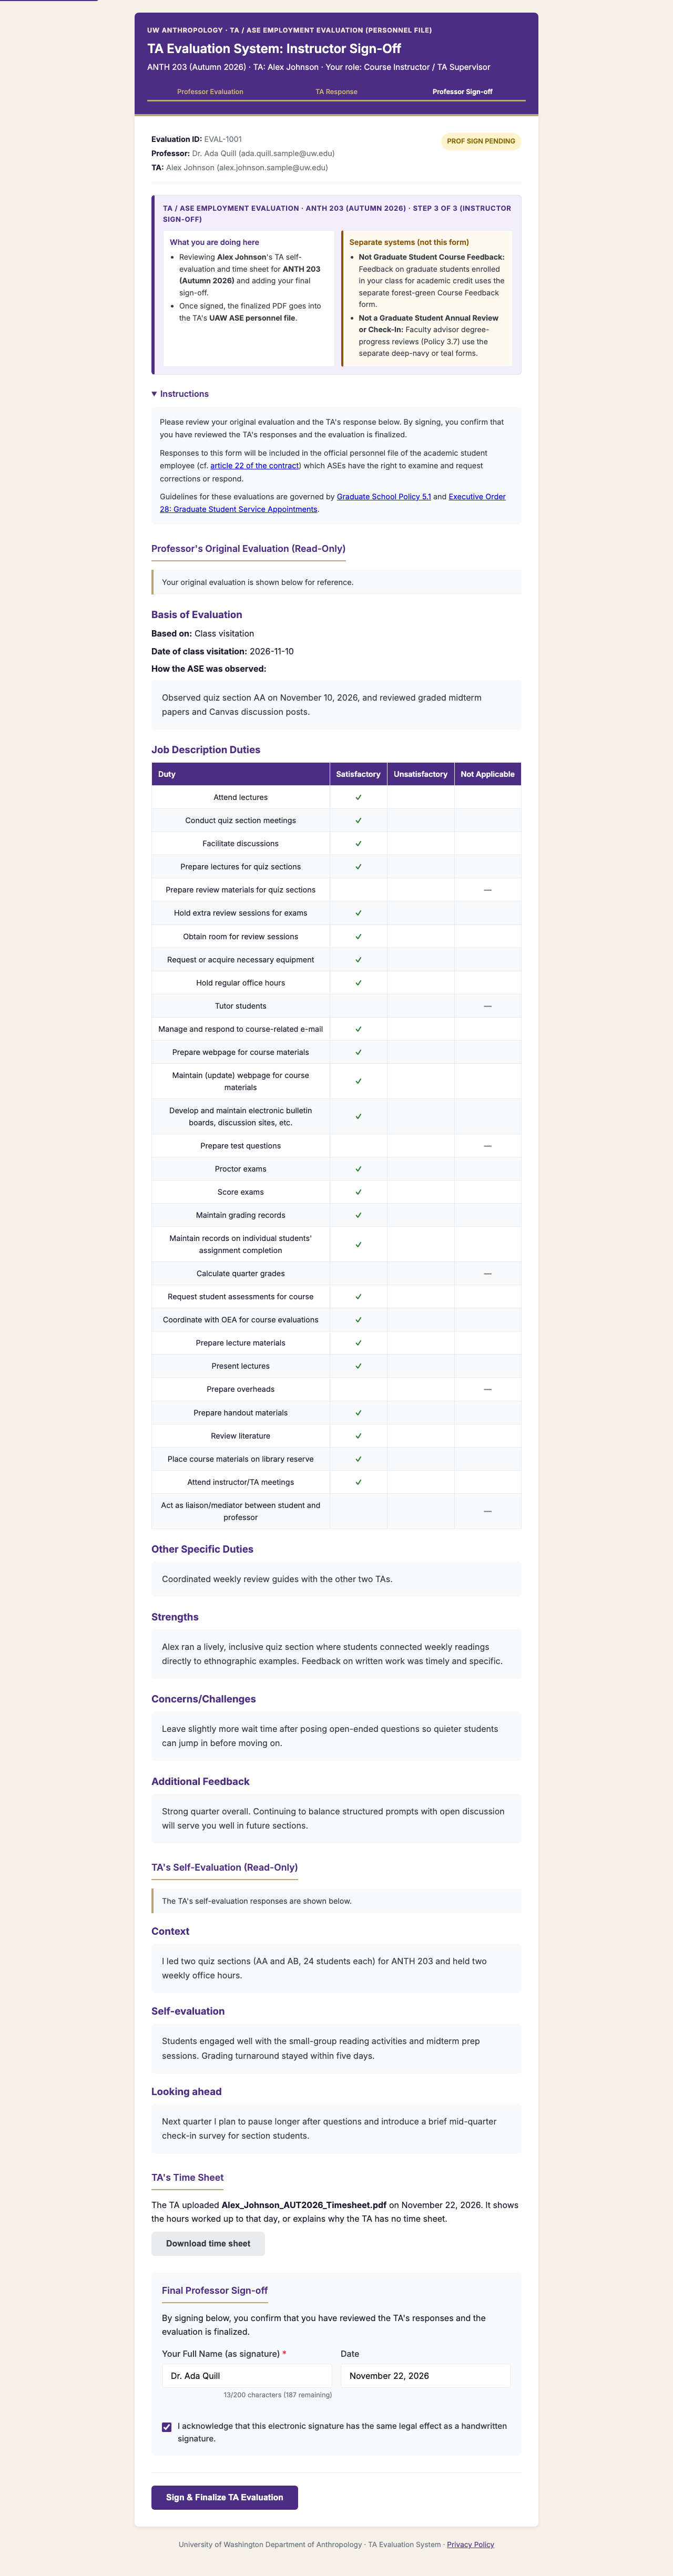 UW ANTHROPOLOGY · TA / ASE EMPLOYMENT EVALUATION (PERSONNEL FILE)
TA Evaluation System: Instructor Sign-Off
ANTH 203 (Autumn 2026) · TA: Alex Johnson · Your role: Course Instructor / TA Supervisor
Professor Evaluation
TA Response
Professor Sign-off
Evaluation ID: EVAL-1001
PROF SIGN PENDING
Professor: Dr. Ada Quill (ada.quill.sample@uw.edu)
TA: Alex Johnson (alex.johnson.sample@uw.edu)
TA / ASE EMPLOYMENT EVALUATION · ANTH 203 (AUTUMN 2026) · STEP 3 OF 3 (INSTRUCTOR
SIGN-OFF)
What you are doing here
• Reviewing Alex Johnson's TA self-
evaluation and time sheet for ANTH 203
(Autumn 2026) and adding your final
sign-off.
• Once signed, the finalized PDF goes into
the TA's UAW ASE personnel file.
Separate systems (not this form)
• Not Graduate Student Course Feedback:
Feedback on graduate students enrolled
in your class for academic credit uses the
separate forest-green Course Feedback
form.
• Not a Graduate Student Annual Review
or Check-In: Faculty advisor degree-
progress reviews (Policy 3.7) use the
separate deep-navy or teal forms.
▼ Instructions
Please review your original evaluation and the TA's response below. By signing, you confirm that
you have reviewed the TA's responses and the evaluation is finalized.
Responses to this form will be included in the official personnel file of the academic student
employee (cf. article 22 of the contract) which ASEs have the right to examine and request
corrections or respond.
Guidelines for these evaluations are governed by Graduate School Policy 5.1 and Executive Order
28: Graduate Student Service Appointments.
Professor's Original Evaluation (Read-Only)
Your original evaluation is shown below for reference.
Basis of Evaluation
Based on: Class visitation
Date of class visitation: 2026-11-10
How the ASE was observed:
Observed quiz section AA on November 10, 2026, and reviewed graded midterm
papers and Canvas discussion posts.
Job Description Duties
Duty Satisfactory Unsatisfactory Not Applicable
Attend lectures ✓
Conduct quiz section meetings ✓
Facilitate discussions ✓
Prepare lectures for quiz sections ✓
Prepare review materials for quiz sections —
Hold extra review sessions for exams ✓
Obtain room for review sessions ✓
Request or acquire necessary equipment ✓
Hold regular office hours ✓
Tutor students —
Manage and respond to course-related e-mail ✓
Prepare webpage for course materials ✓
Maintain (update) webpage for course
materials ✓
Develop and maintain electronic bulletin
boards, discussion sites, etc. ✓
Prepare test questions —
Proctor exams ✓
Score exams ✓
Maintain grading records ✓
Maintain records on individual students'
assignment completion ✓
Calculate quarter grades —
Request student assessments for course ✓
Coordinate with OEA for course evaluations ✓
Prepare lecture materials ✓
Present lectures ✓
Prepare overheads —
Prepare handout materials ✓
Review literature ✓
Place course materials on library reserve ✓
Attend instructor/TA meetings ✓
Act as liaison/mediator between student and
professor —
Other Specific Duties
Coordinated weekly review guides with the other two TAs.
Strengths
Alex ran a lively, inclusive quiz section where students connected weekly readings
directly to ethnographic examples. Feedback on written work was timely and specific.
Concerns/Challenges
Leave slightly more wait time after posing open-ended questions so quieter students
can jump in before moving on.
Additional Feedback
Strong quarter overall. Continuing to balance structured prompts with open discussion
will serve you well in future sections.
TA's Self-Evaluation (Read-Only)
The TA's self-evaluation responses are shown below.
Context
I led two quiz sections (AA and AB, 24 students each) for ANTH 203 and held two
weekly office hours.
Self-evaluation
Students engaged well with the small-group reading activities and midterm prep
sessions. Grading turnaround stayed within five days.
Looking ahead
Next quarter I plan to pause longer after questions and introduce a brief mid-quarter
check-in survey for section students.
TA's Time Sheet
The TA uploaded Alex_Johnson_AUT2026_Timesheet.pdf on November 22, 2026. It shows
the hours worked up to that day, or explains why the TA has no time sheet.
Download time sheet
Final Professor Sign-off
By signing below, you confirm that you have reviewed the TA's responses and the
evaluation is finalized.
Your Full Name (as signature) *
Date
Dr. Ada Quill
November 22, 2026
13/200 characters (187 remaining)
I acknowledge that this electronic signature has the same legal effect as a handwritten
signature.
Sign & Finalize TA Evaluation
University of Washington Department of Anthropology · TA Evaluation System · Privacy Policy